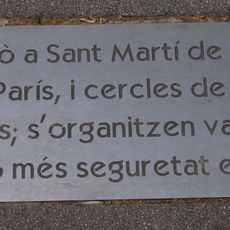 ò a Sant Martí de
París, i cercles de
s; s'organitzen va
més seguretat e